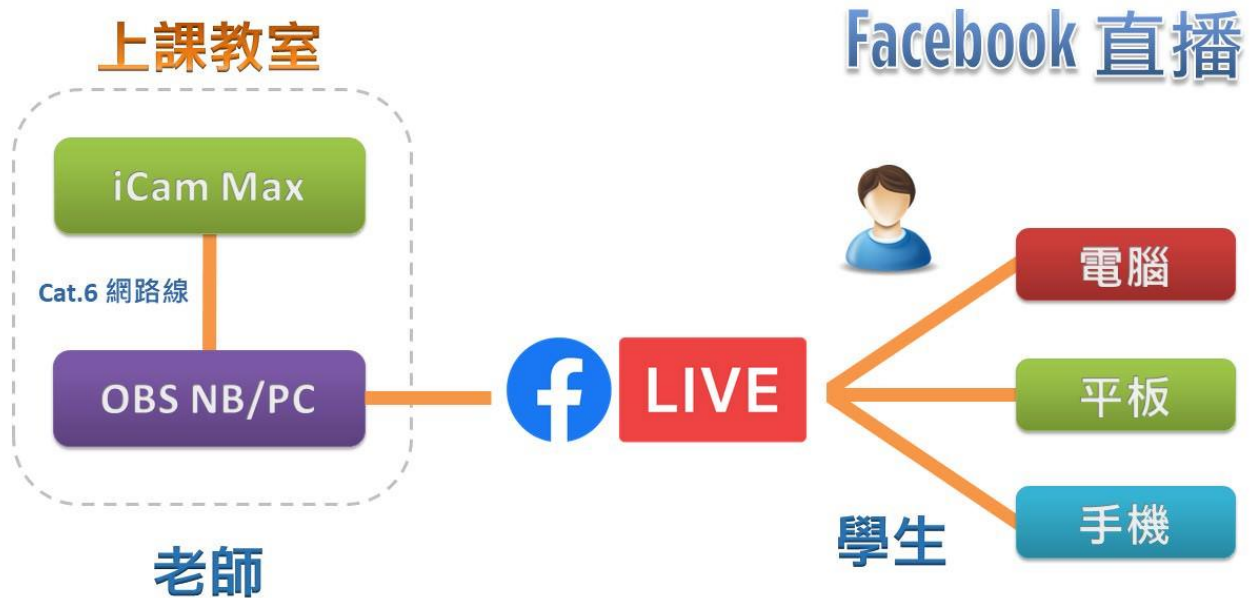 上課教室
Facebook 直播
iCam Max
Cat.6 網路線
OBS NB/PC
老師
LIVE
學生
電腦
平板
手機